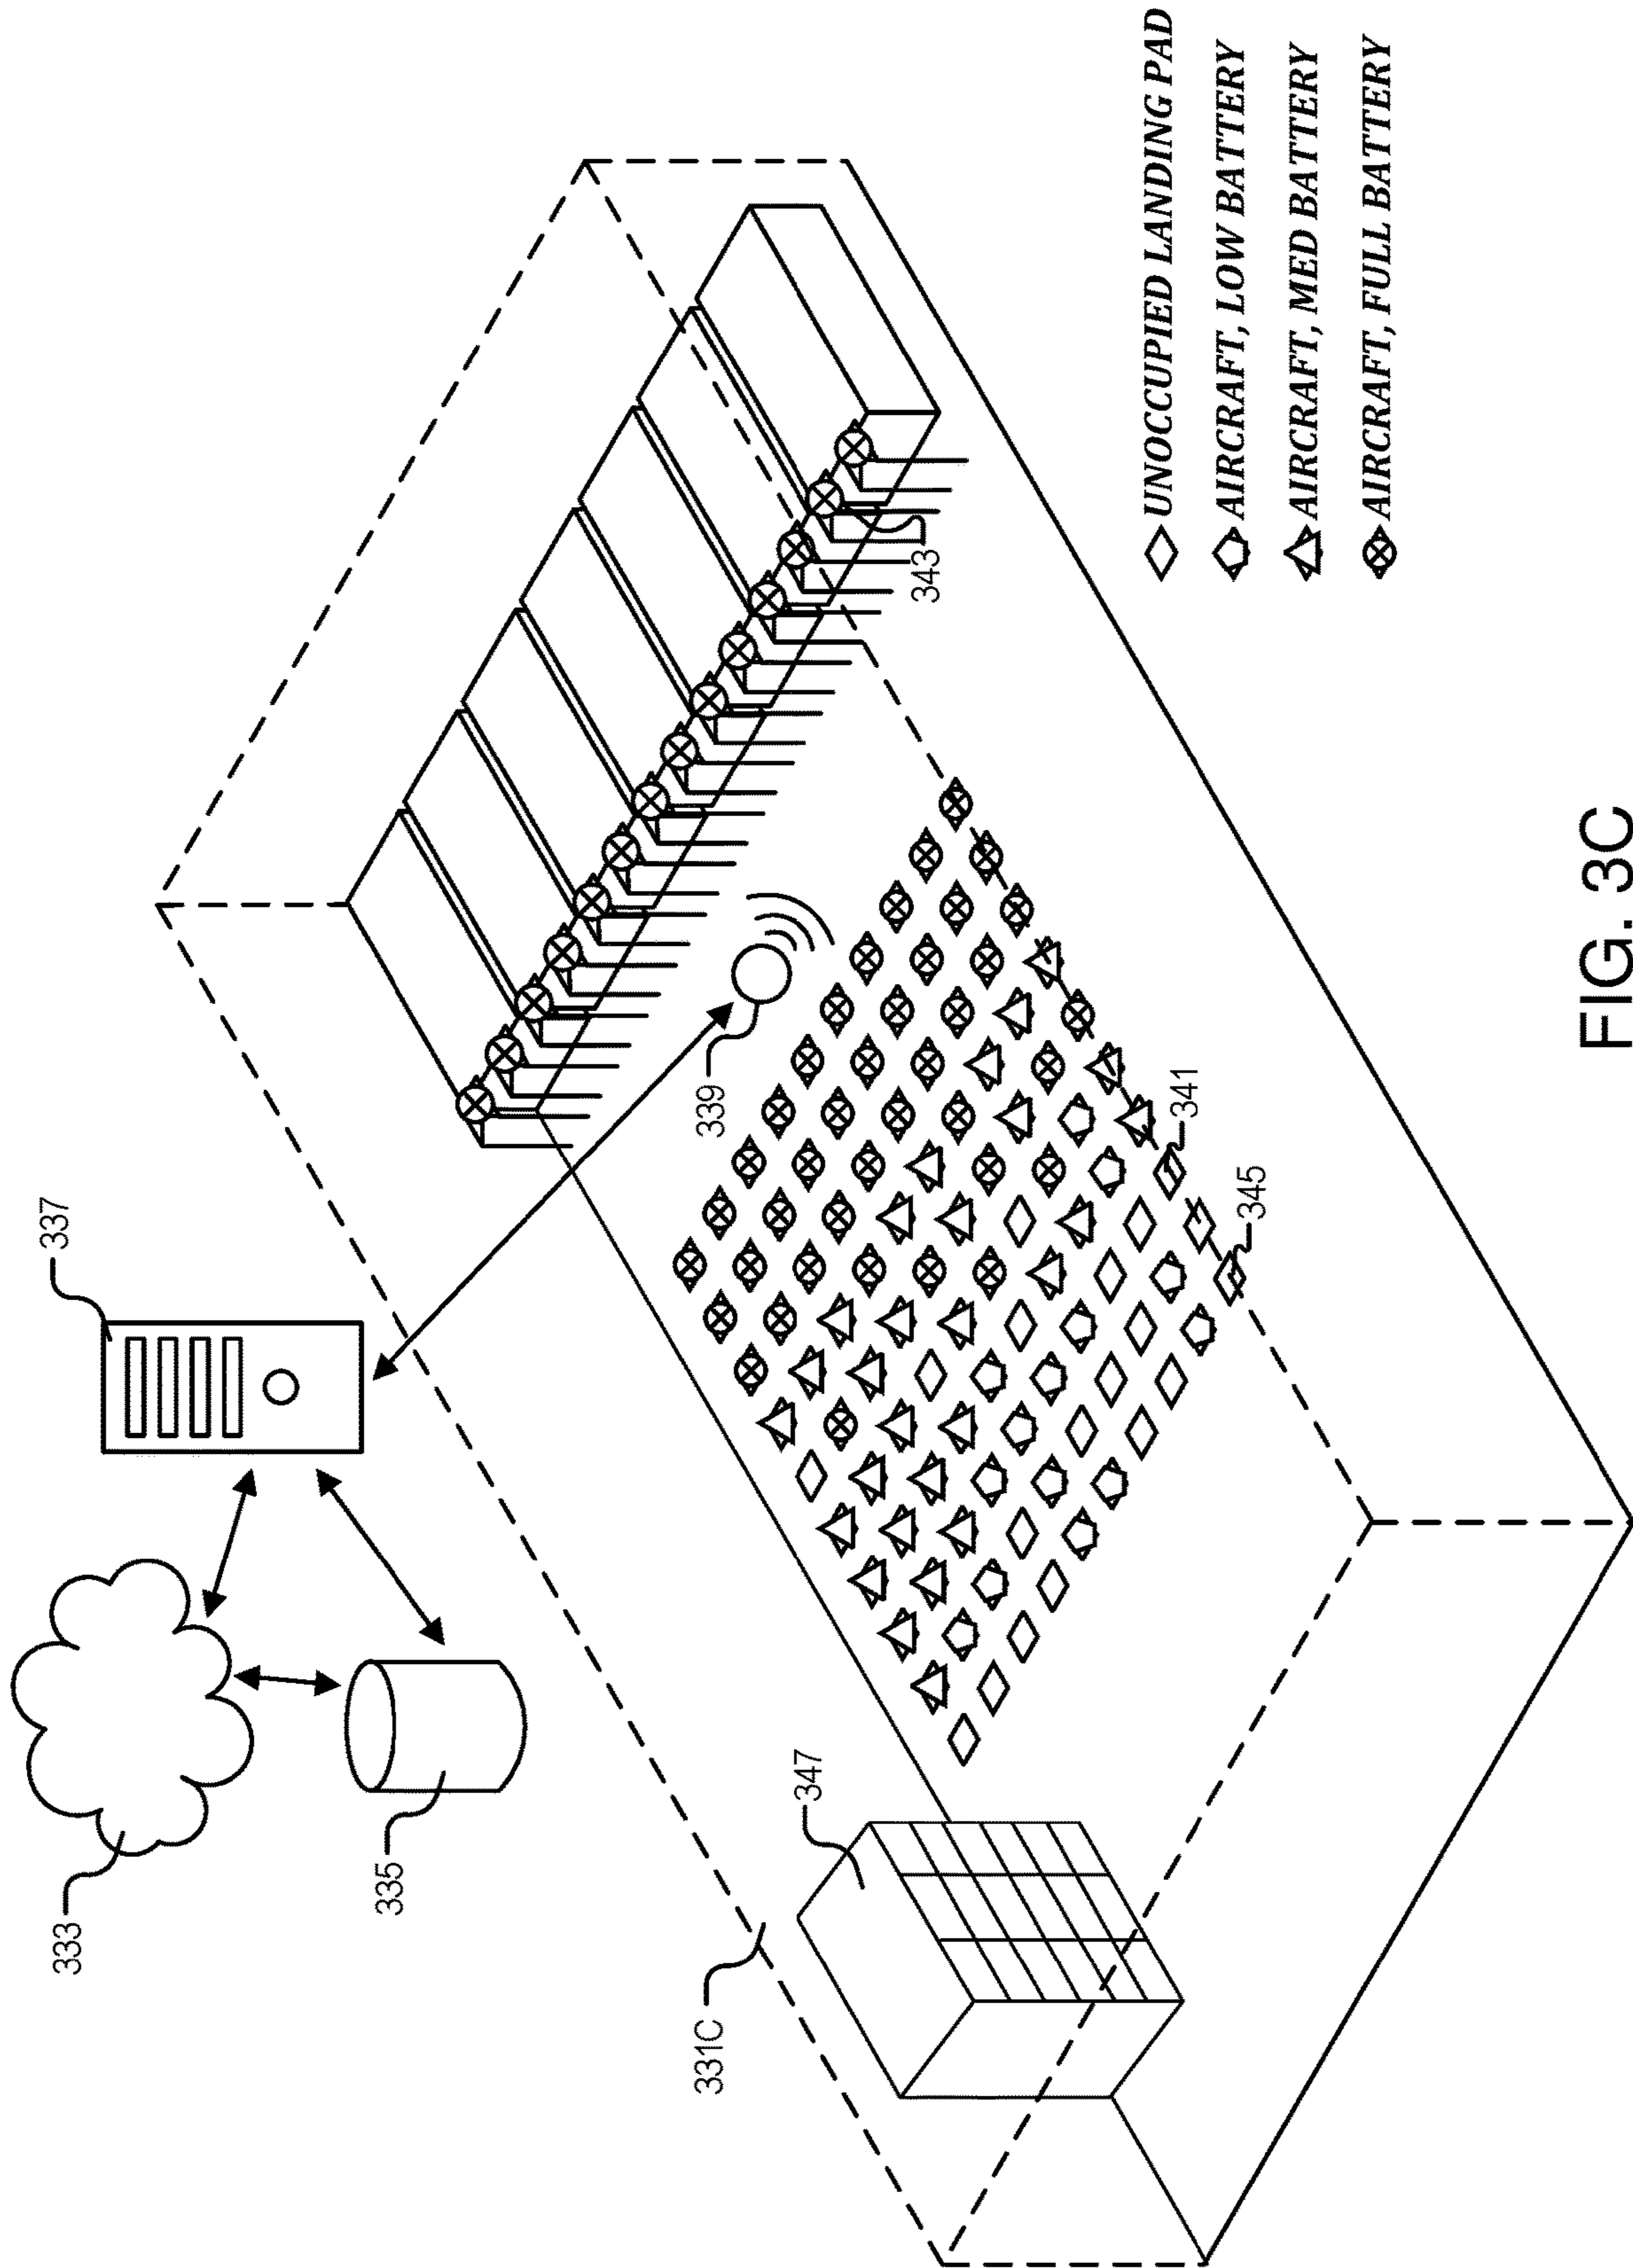 333
335
337
331C
347
339
343
341
345
UNOCCUPIED LANDING PAD
AIRCRAFT, LOW BATTERY
AIRCRAFT, MED BATTERY
AIRCRAFT, FULL BATTERY
FIG. 3C